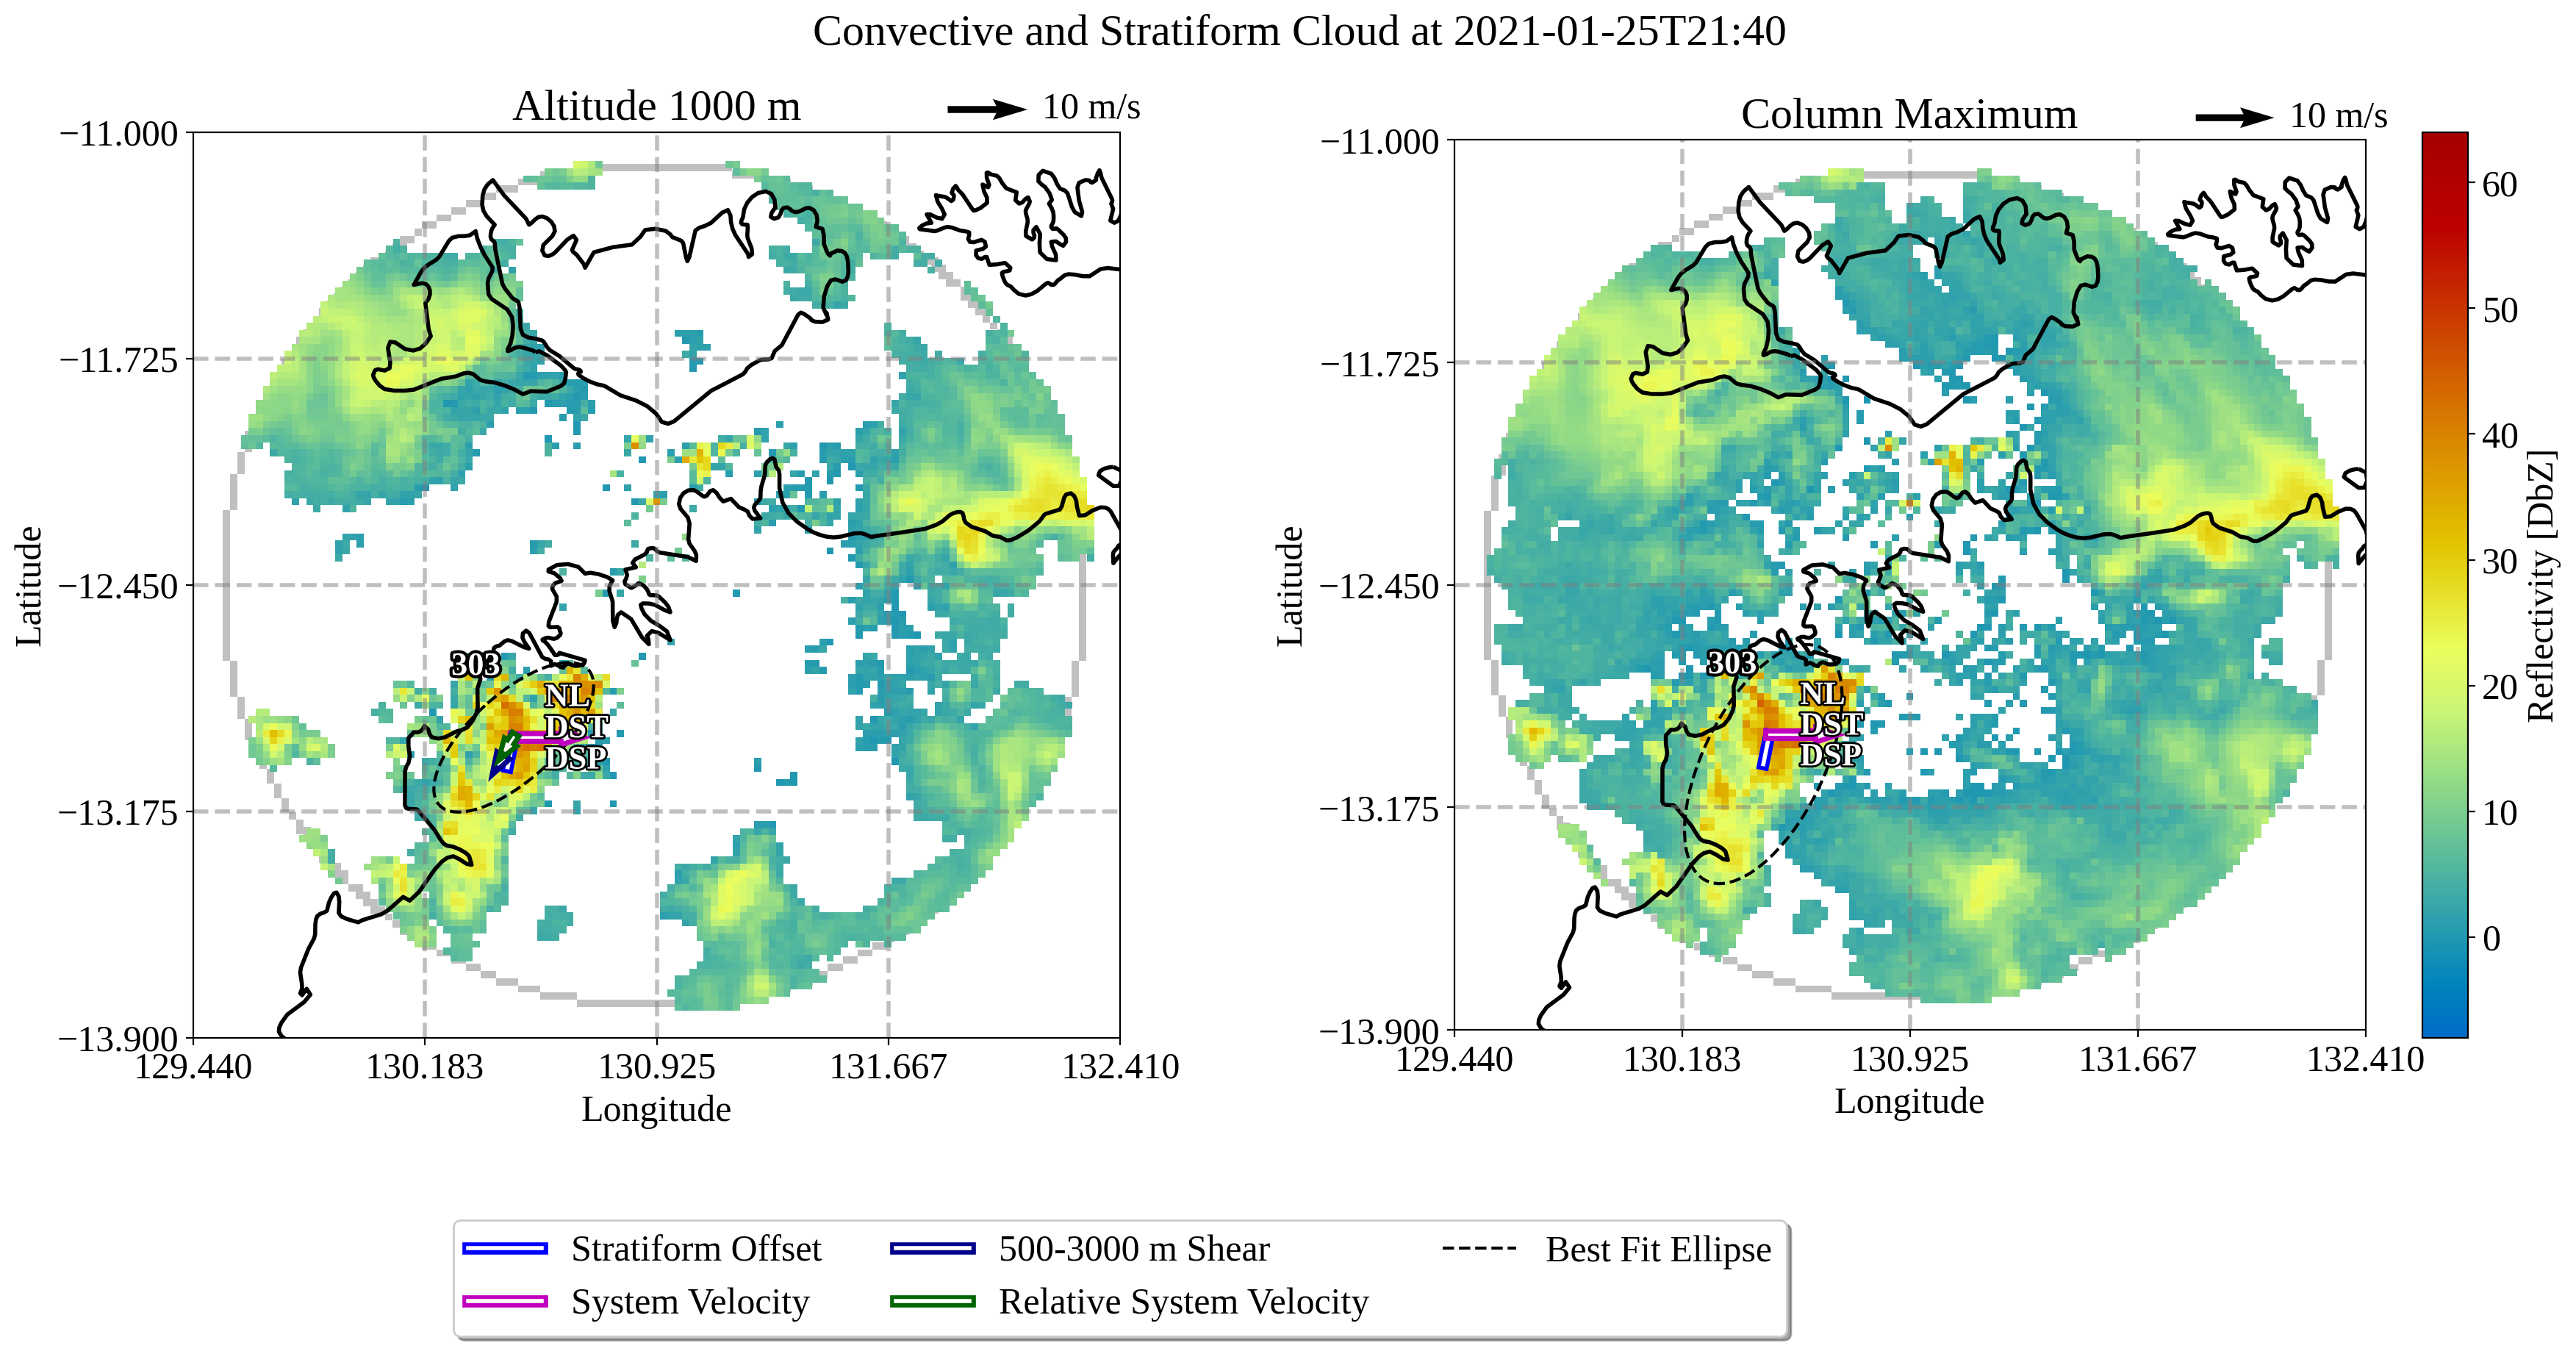 Convective and Stratiform Cloud at 2021-01-25T21:40
Altitude 1000 m
10 m/s
−11.000
−11.725
−12.450
−13.175
−13.900
Latitude
129.440
130.183
130.925
131.667
132.410
Longitude
303
NL
DST
DSP
Column Maximum
10 m/s
−11.000
−11.725
−12.450
−13.175
−13.900
Latitude
129.440
130.183
130.925
131.667
132.410
Longitude
303
NL
DST
DSP
60
50
40
30
20
10
0
Reflectivity [DbZ]
Stratiform Offset
System Velocity
500-3000 m Shear
Relative System Velocity
Best Fit Ellipse